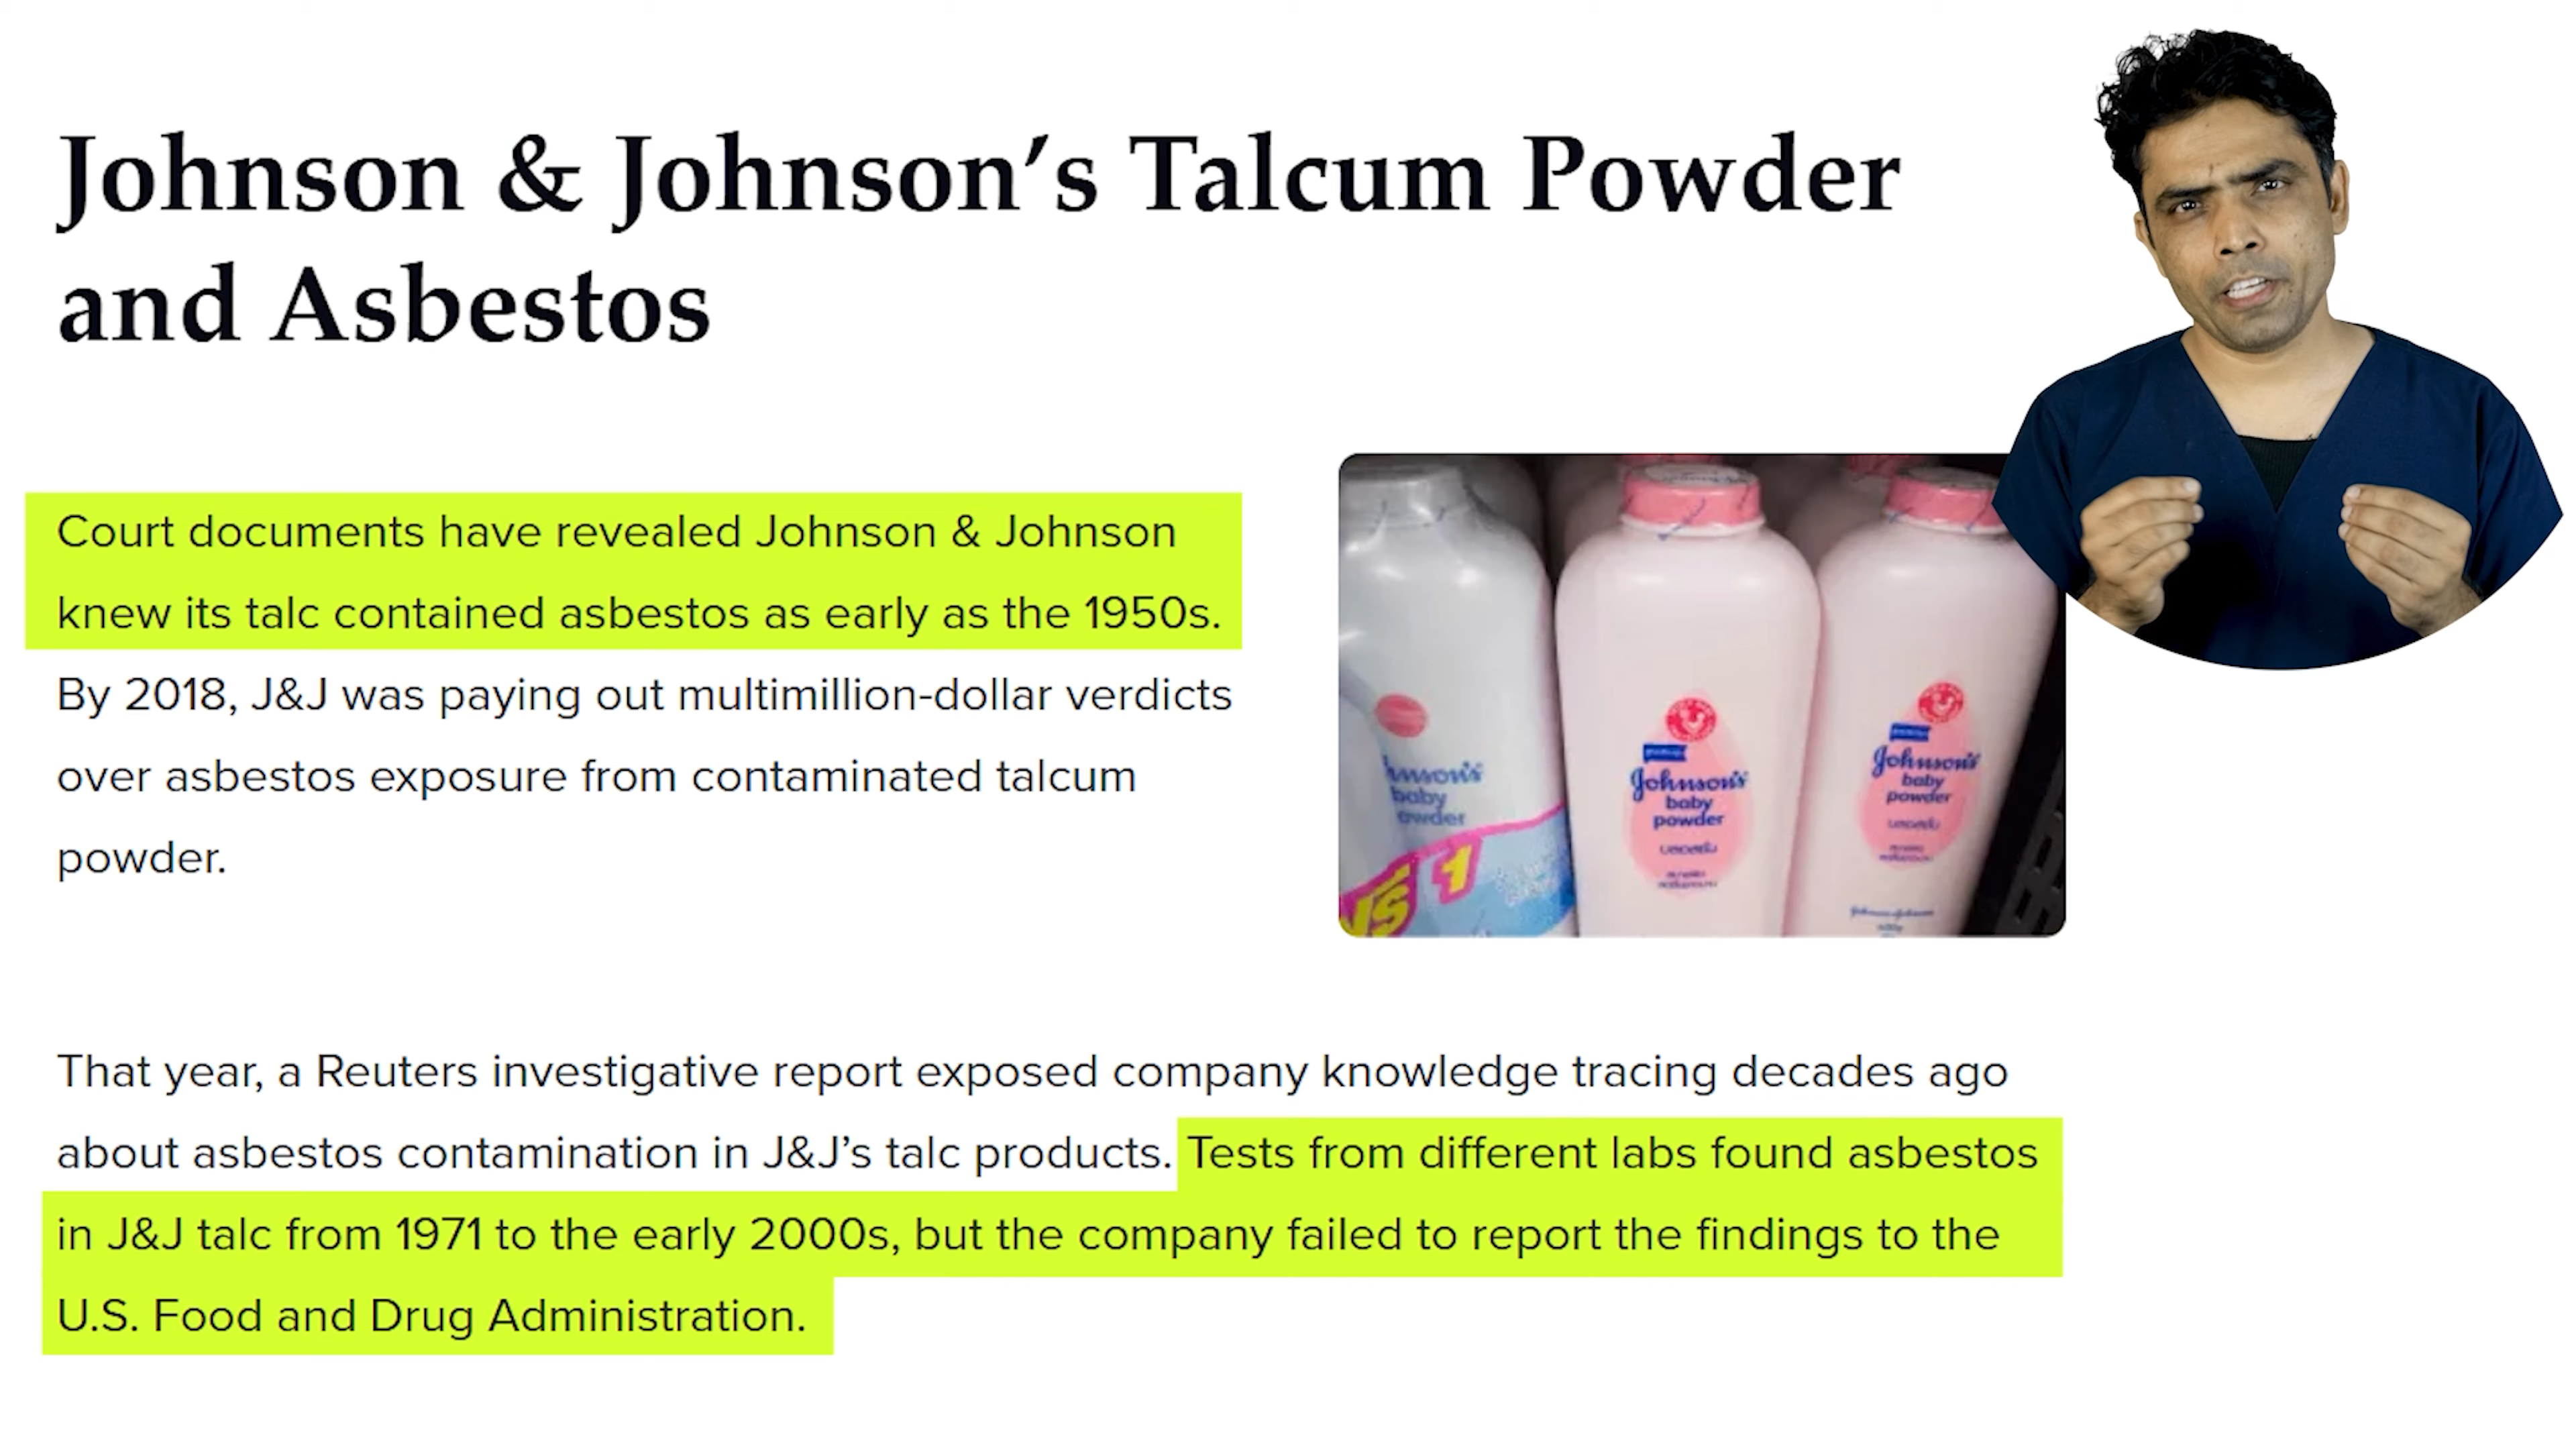 Johnson & Johnson’s Talcum Powder
and Asbestos
Court documents have revealed Johnson & Johnson
knew its talc contained asbestos as early as the 1950s.
By 2018, J&J was paying out multimillion-dollar verdicts
over asbestos exposure from contaminated talcum
powder.
Johnson's
baby
powder
Johnson's
baby
powder
baby
1
That year, a Reuters investigative report exposed company knowledge tracing decades ago
about asbestos contamination in J&J’s talc products. Tests from different labs found asbestos
in J&J talc from 1971 to the early 2000s, but the company failed to report the findings to the
U.S. Food and Drug Administration.